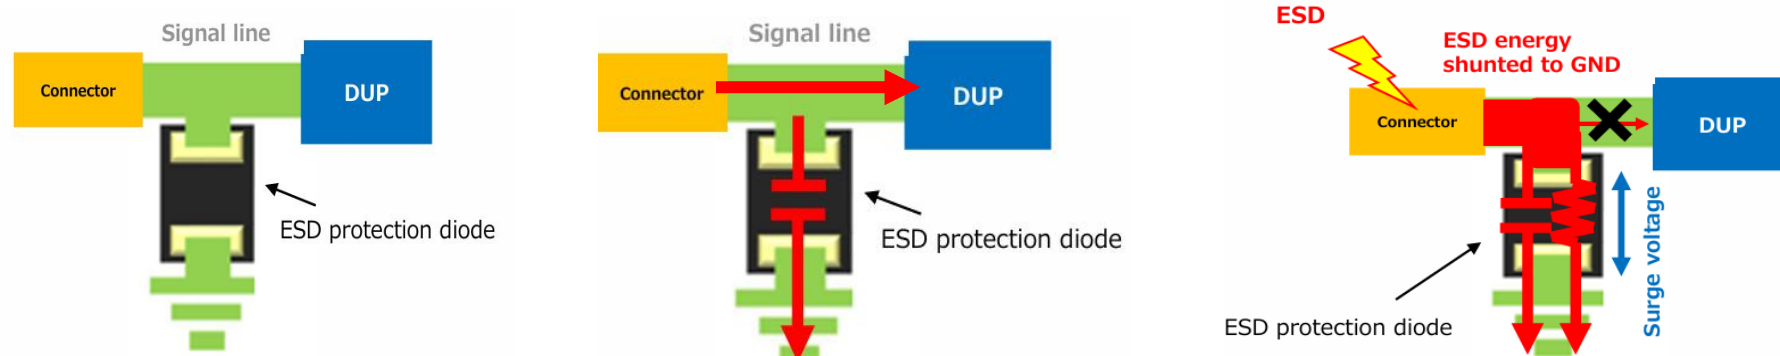 Signal line
Connector
DUP
ESD protection diode
Signal line
Connector
DUP
ESD protection diode
ESD
ESD energy
shunted to GND
Connector
DUP
Surge voltage
ESD protection diode